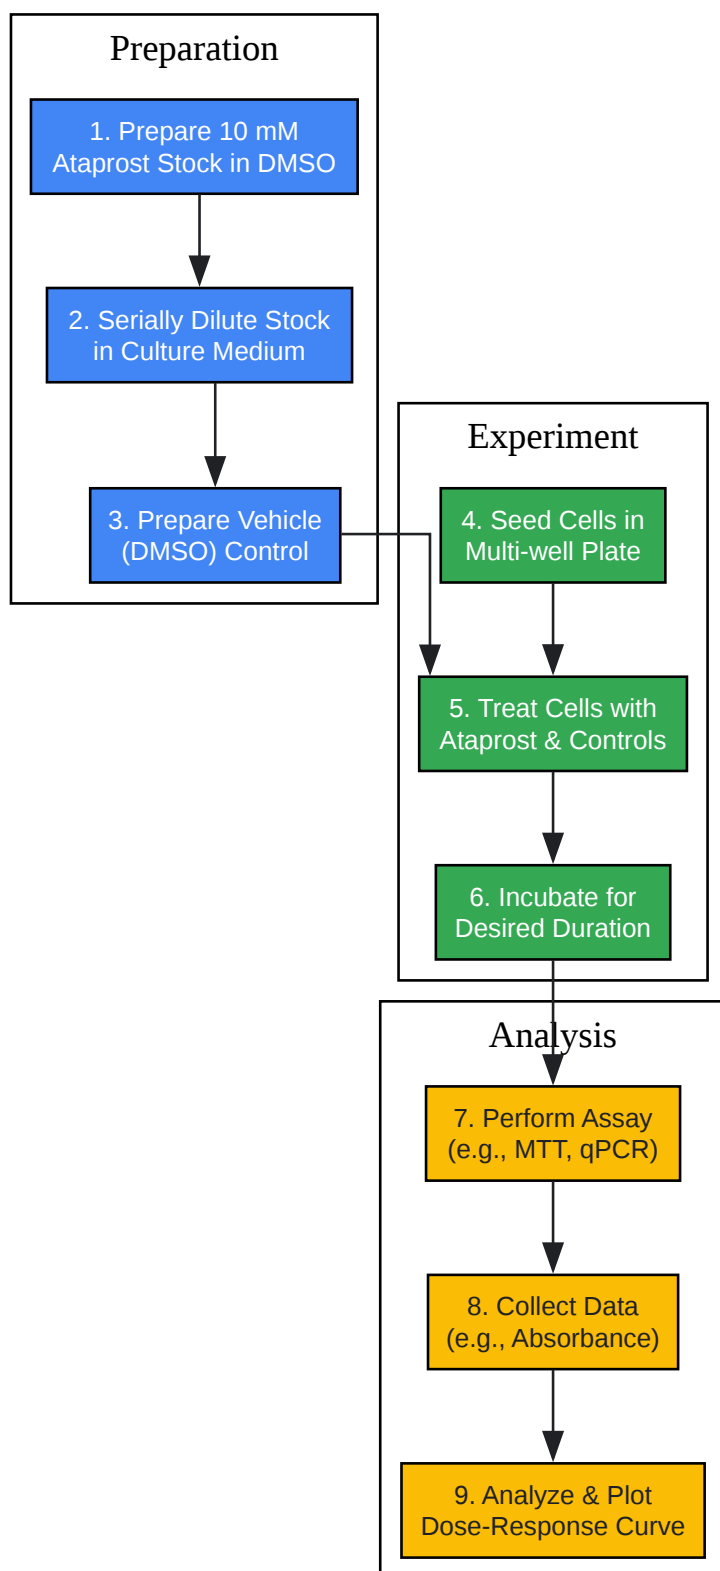 Preparation
1. Prepare 10 mM
Ataprost Stock in DMSO
2. Serially Dilute Stock
in Culture Medium
3. Prepare Vehicle
(DMSO) Control
Experiment
4. Seed Cells in
Multi-well Plate
5. Treat Cells with
Ataprost & Controls
6. Incubate for
Desired Duration
Analysis
7. Perform Assay
(e.g., MTT, qPCR)
8. Collect Data
(e.g., Absorbance)
9. Analyze & Plot
Dose-Response Curve